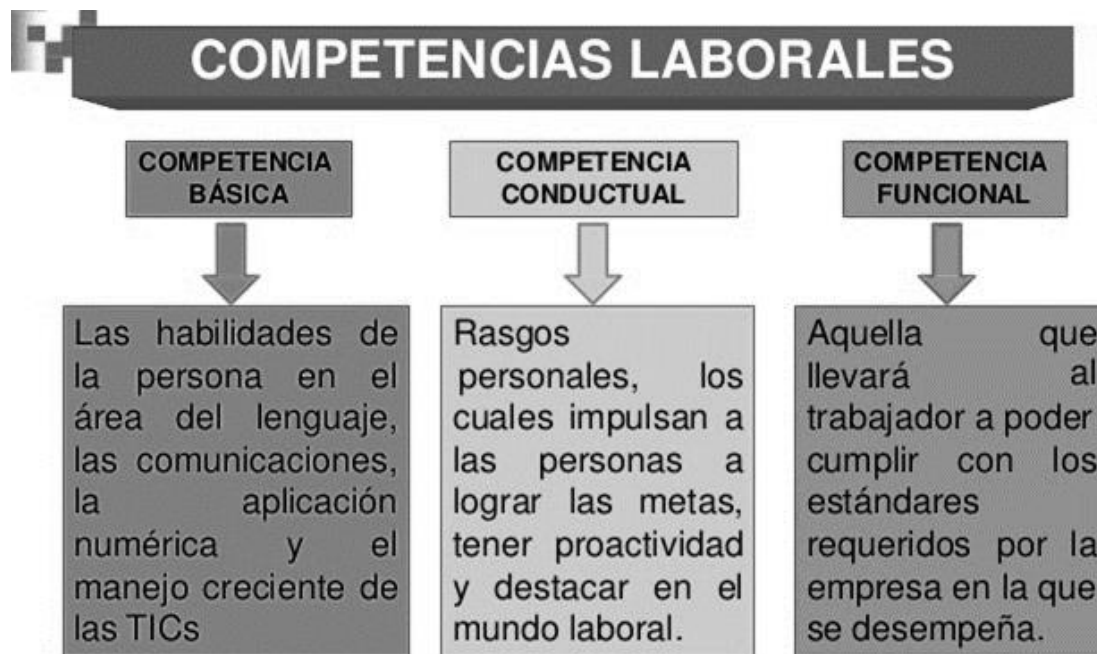 COMPETENCIAS LABORALES
COMPETENCIA
BÁSICA
Las habilidades de
la persona en el
área del lenguaje,
las comunicaciones,
la aplicación
numérica y el
manejo creciente de
las TICs
COMPETENCIA
CONDUCTUAL
Rasgos
personales, los
cuales impulsan a
las personas a
lograr las metas,
tener proactividad
y destacar en el
mundo laboral.
COMPETENCIA
FUNCIONAL
Aquella que
llevará al
trabajador a poder
cumplir con los
estándares
requeridos por la
empresa en la que
se desempeña.